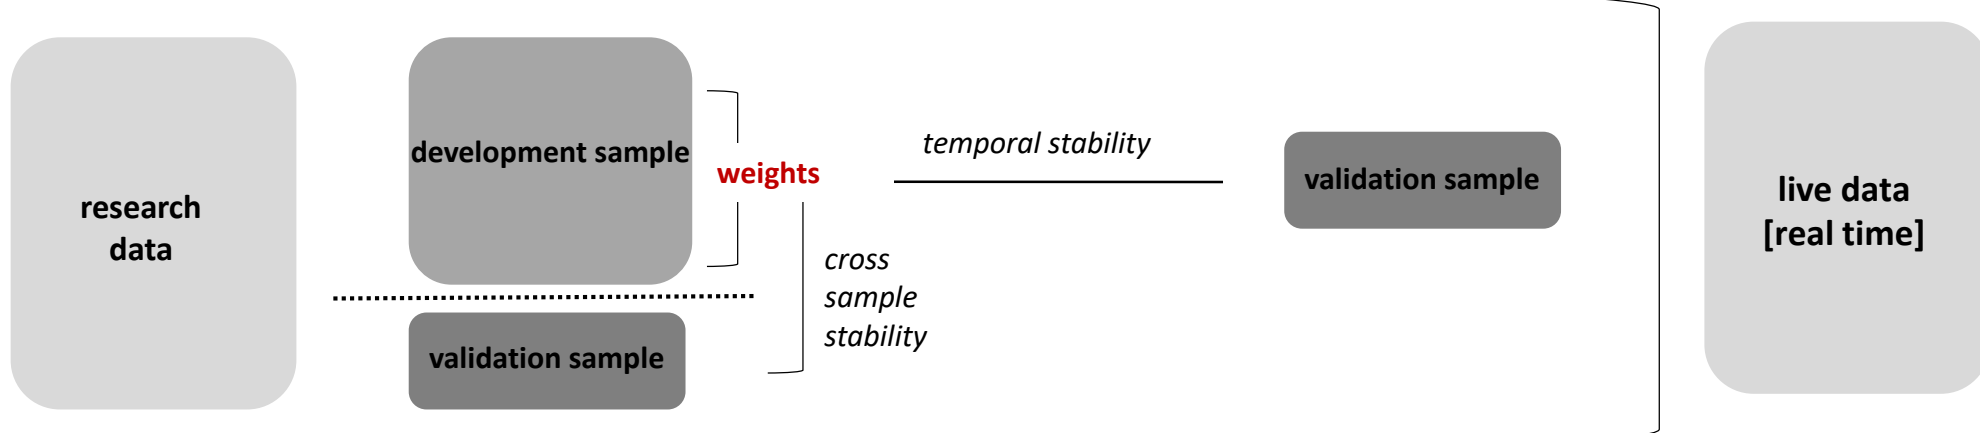 research
data
development sample
validation sample
weights
cross
sample
stability
temporal stability
validation sample
live data
[real time]